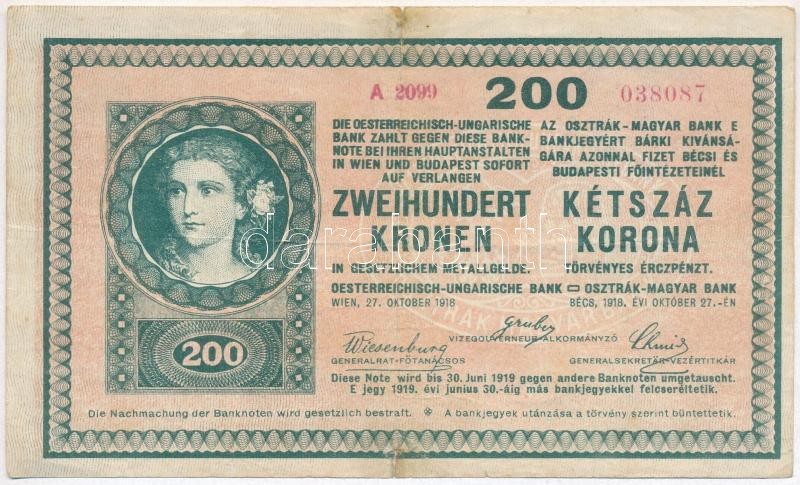 A 2099 200 038087
DIE OESTERREICHISCH-UNGARISCHE
BANK ZAHLT GEGEN DIESE BANK-
NOTE BEI IHREN HAUPTANSTALTEN
IN WIEN UND BUDAPEST SOFORT
AUF VERLANGEN
ZWEIHUNDERT
KRONEN
IN GESETZLICHEM METALLGELDE.
OESTERREICHISCH-UNGARISCHE BANK
WIEN, 27. OKTOBER 1918
AZ OSZTRÁK-MAGYAR BANK E
BANKJEGYÉRT BÁRKI KIVÁNSÁ-
GÁRA AZONNAL FIZET BÉCSI ÉS
BUDAPESTI FŐINTÉZETEINÉL
KÉTSZÁZ
KORONA
TÖRVÉNYES ÉRCZPÉNZT.
OSZTRÁK-MAGYAR BANK
BÉCS, 1918. ÉVI OKTÓBER 27.-ÉN
darabanth
Gruber
VIZEGOUVERNEUR-ALKORMÁNYZÓ
Wiesenburg
GENERALRAT-FŐTANÁCSOS
Schmid
GENERALSEKRETÄR-VEZÉRTITKÁR
200
Diese Note wird bis 30. Juni 1919 gegen andere Banknoten umgetauscht.
E jegy 1919. évi junius 30.-áig más bankjegyekkel felcseréltetik.
Die Nachmachung der Banknoten wird gesetzlich bestraft. ※ A bankjegyek utánzása a törvény szerint büntettetik.